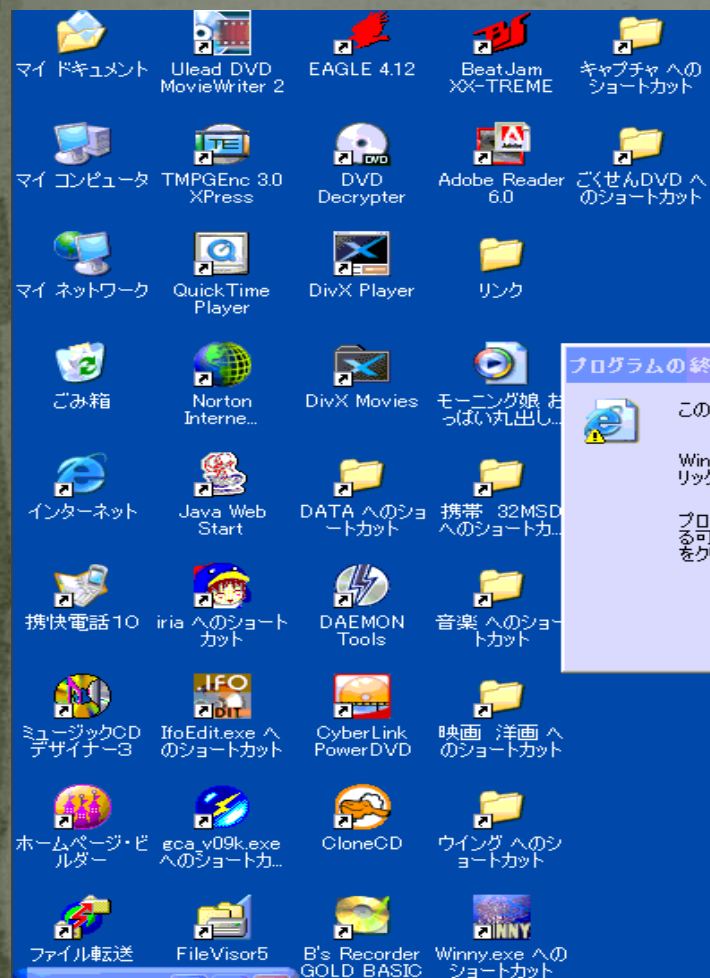 マイ ドキュメント
Ulead DVD
MovieWriter 2
EAGLE 4.12
BeatJam
XX-TREME
キャプチャ への
ショートカット
マイ コンピュータ
TMPGEnc 3.0
XPress
DVD
Decrypter
Adobe Reader
6.0
ごくせんDVD へ
のショートカット
マイ ネットワーク
QuickTime
Player
DivX Player
リンク
ごみ箱
Norton
Interne...
DivX Movies
モーニング娘 お
っぱい丸出し...
プログラムの終
この
Win
リック
プロ
る可
をク
インターネット
Java Web
Start
DATA へのショ
ートカット
携帯 32MSD
へのショートカ...
携快電話10
iria へのショート
カット
DAEMON
Tools
音楽 へのショー
トカット
ミュージックCD
デザイナー3
IfoEdit.exe へ
のショートカット
CyberLink
PowerDVD
映画 洋画 へ
のショートカット
ホームページ・ビ
ルダー
gca_v09k.exe
へのショートカ...
CloneCD
ウイング へのシ
ョートカット
ファイル転送
FileVisor5
B's Recorder
GOLD BASIC
Winny.exe への
ショートカット